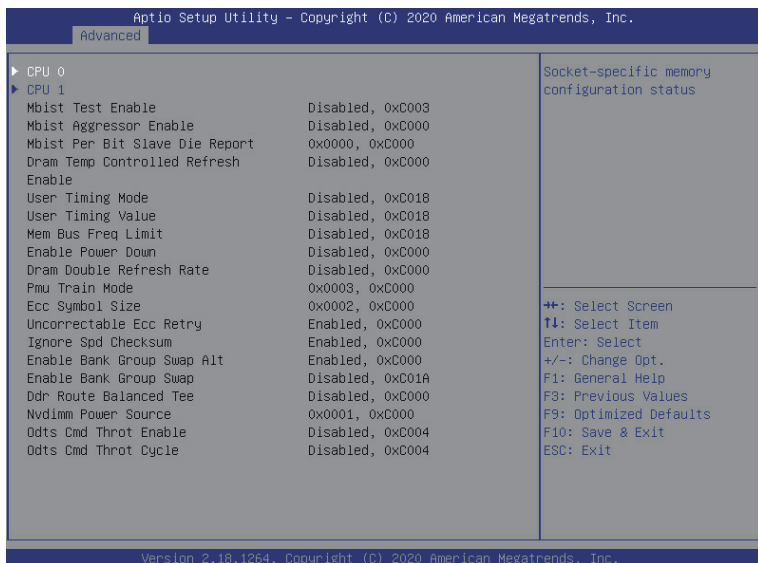 Aptio Setup Utility – Copyright (C) 2020 American Megatrends, Inc.
Advanced
▶ CPU 0
▶ CPU 1
Mbist Test Enable Disabled, 0xC003
Mbist Aggressor Enable Disabled, 0xC000
Mbist Per Bit Slave Die Report 0x0000, 0xC000
Dram Temp Controlled Refresh Disabled, 0xC000
Enable
User Timing Mode Disabled, 0xC018
User Timing Value Disabled, 0xC018
Mem Bus Freq Limit Disabled, 0xC018
Enable Power Down Disabled, 0xC000
Dram Double Refresh Rate Disabled, 0xC000
Pmu Train Mode 0x0003, 0xC000
Ecc Symbol Size 0x0002, 0xC000
Uncorrectable Ecc Retry Enabled, 0xC000
Ignore Spd Checksum Enabled, 0xC000
Enable Bank Group Swap Alt Enabled, 0xC000
Enable Bank Group Swap Disabled, 0xC01A
Ddr Route Balanced Tee Disabled, 0xC000
Nvdimm Power Source 0x0001, 0xC000
Odts Cmd Throt Enable Disabled, 0xC004
Odts Cmd Throt Cycle Disabled, 0xC004
Socket-specific memory
configuration status
→←: Select Screen
↑↓: Select Item
Enter: Select
+/-: Change Opt.
F1: General Help
F3: Previous Values
F9: Optimized Defaults
F10: Save & Exit
ESC: Exit
Version 2.18.1264. Copyright (C) 2020 American Megatrends, Inc.